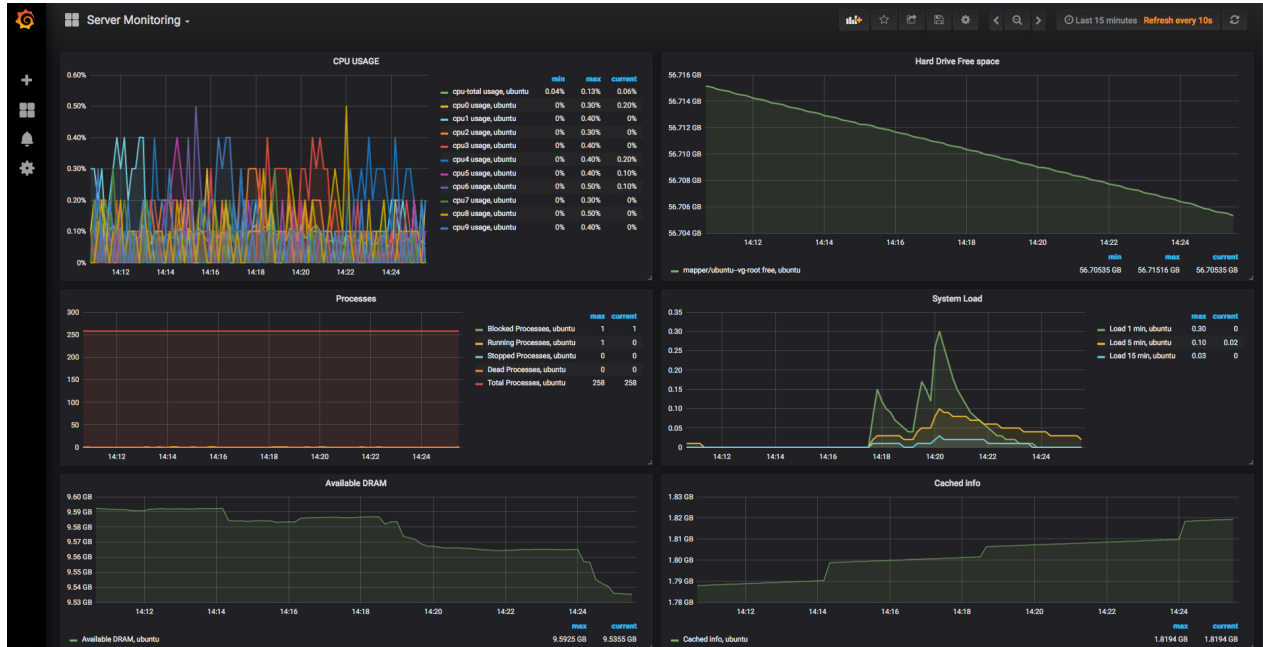 Server Monitoring
Last 15 minutes Refresh every 10s
CPU USAGE
0.60%
0.50%
0.40%
0.30%
0.20%
0.10%
0%
14:12 14:14 14:16 14:18 14:20 14:22 14:24
min max current
cpu-total usage, ubuntu 0.04% 0.13% 0.06%
cpu0 usage, ubuntu 0% 0.30% 0.20%
cpu1 usage, ubuntu 0% 0.40% 0%
cpu2 usage, ubuntu 0% 0.30% 0%
cpu3 usage, ubuntu 0% 0.40% 0%
cpu4 usage, ubuntu 0% 0.40% 0.20%
cpu5 usage, ubuntu 0% 0.40% 0.10%
cpu6 usage, ubuntu 0% 0.50% 0.10%
cpu7 usage, ubuntu 0% 0.30% 0%
cpu8 usage, ubuntu 0% 0.50% 0%
cpu9 usage, ubuntu 0% 0.40% 0%
Hard Drive Free space
56.716 GB
56.714 GB
56.712 GB
56.710 GB
56.708 GB
56.706 GB
56.704 GB
14:12 14:14 14:16 14:18 14:20 14:22 14:24
min max current
mapper/ubuntu--vg-root free, ubuntu 56.70535 GB 56.71516 GB 56.70535 GB
Processes
300
250
200
150
100
50
0
14:12 14:14 14:16 14:18 14:20 14:22 14:24
max current
Blocked Processes, ubuntu 1 1
Running Processes, ubuntu 1 0
Stopped Processes, ubuntu 0 0
Dead Processes, ubuntu 0 0
Total Processes, ubuntu 258 258
System Load
0.35
0.30
0.25
0.20
0.15
0.10
0.05
0
14:12 14:14 14:16 14:18 14:20 14:22 14:24
max current
Load 1 min, ubuntu 0.30 0
Load 5 min, ubuntu 0.10 0.02
Load 15 min, ubuntu 0.03 0
Available DRAM
9.60 GB
9.59 GB
9.58 GB
9.57 GB
9.56 GB
9.55 GB
9.54 GB
9.53 GB
14:12 14:14 14:16 14:18 14:20 14:22 14:24
max current
Available DRAM, ubuntu 9.5925 GB 9.5355 GB
Cached info
1.83 GB
1.82 GB
1.81 GB
1.80 GB
1.79 GB
1.78 GB
14:12 14:14 14:16 14:18 14:20 14:22 14:24
max current
Cached info, ubuntu 1.8194 GB 1.8194 GB